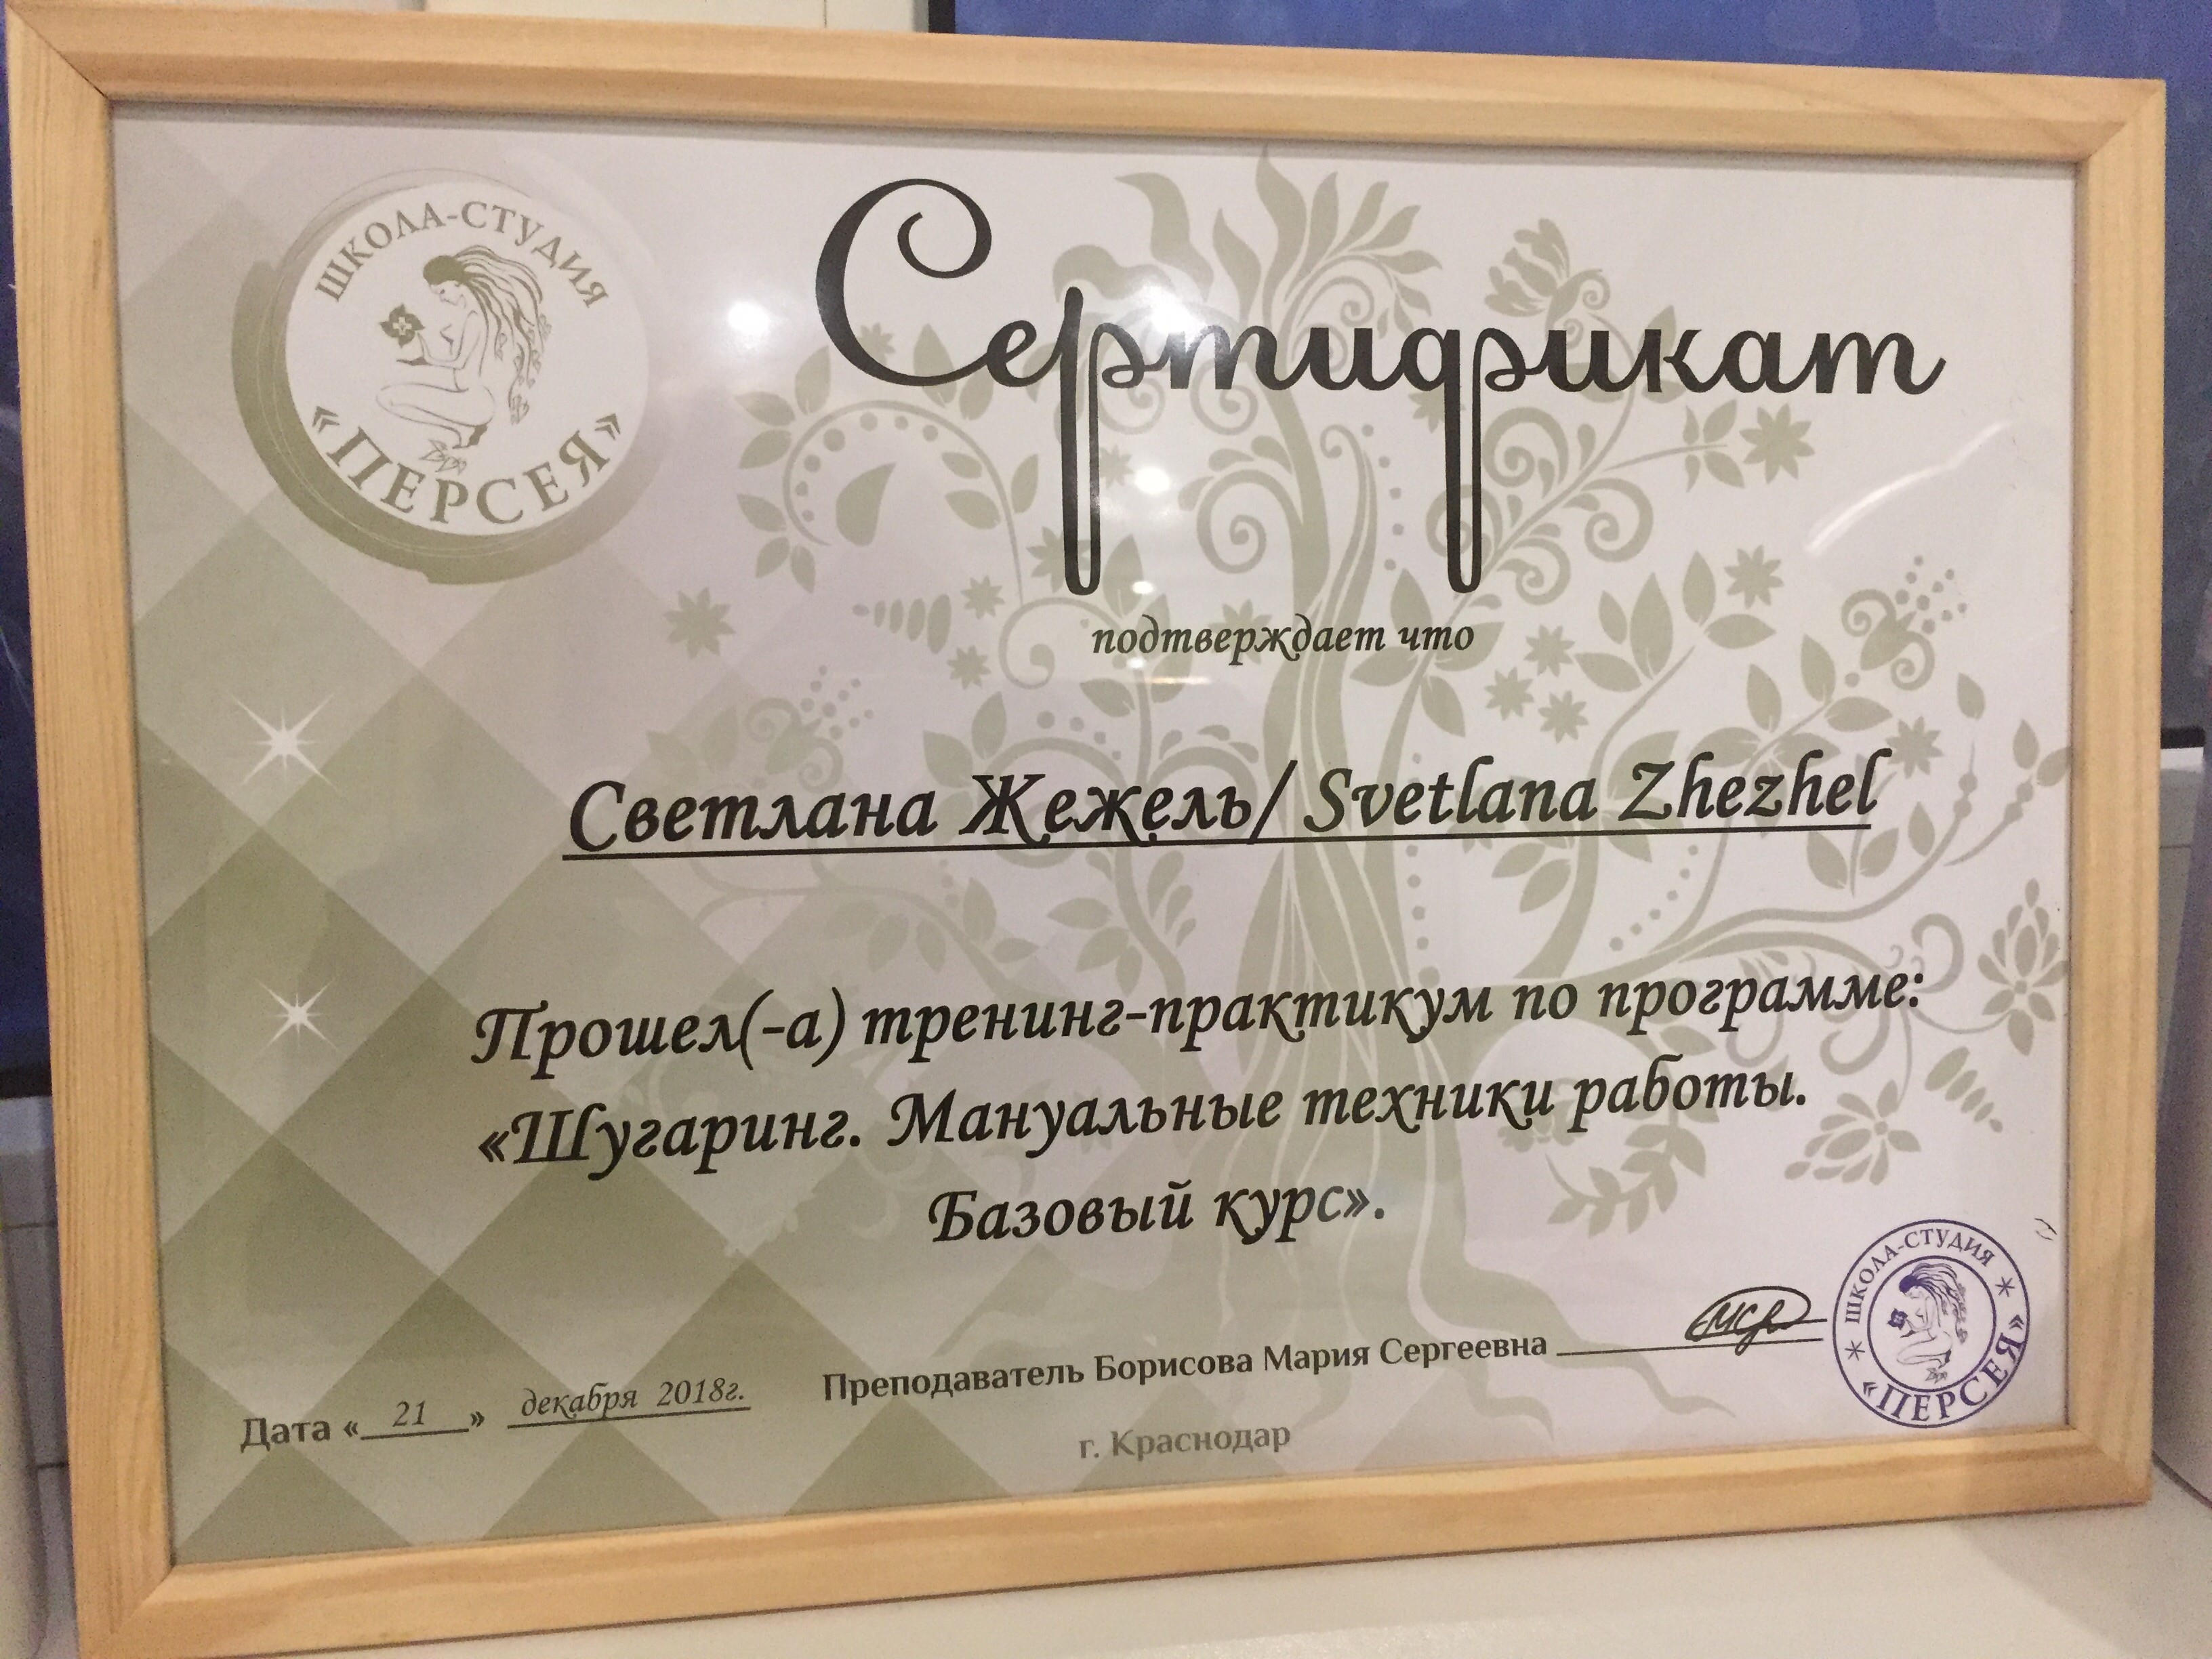 ШКОЛА-СТУДИЯ
«ПЕРСЕЯ»
Сертификат
подтверждает что
Светлана Жежель/ Svetlana Zhezhel
Прошел(-а) тренинг-практикум по программе:
«Шугаринг. Мануальные техники работы.
Базовый курс».
Дата « 21 » декабря 2018г.
Преподаватель Борисова Мария Сергеевна
г. Краснодар
ШКОЛА-СТУДИЯ
«ПЕРСЕЯ»